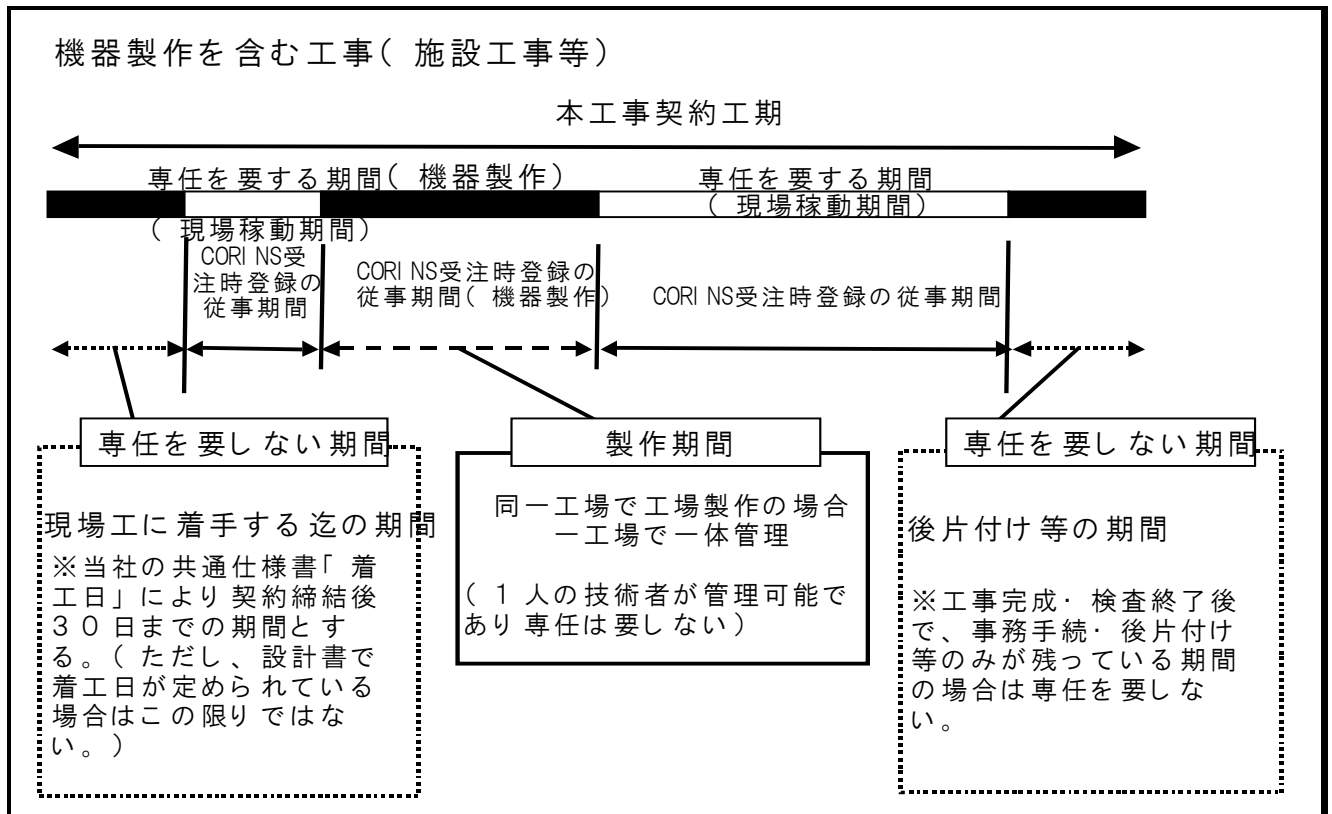 機器製作を含む工事(施設工事等)
本工事契約工期
専任を要する期間(機器製作)
(現場稼動期間)
専任を要する期間
(現場稼動期間)
CORINS受
注時登録の
従事期間
CORINS受注時登録の
従事期間(機器製作)
CORINS受注時登録の従事期間
専任を要しない期間
現場工に着手する迄の期間
※当社の共通仕様書「着
工日」により契約締結後
30日までの期間とす
る。(ただし、設計書で
着工日が定められている
場合はこの限りではな
い。)
製作期間
同一工場で工場製作の場合
一工場で一体管理
(1人の技術者が管理可能で
あり専任は要しない)
専任を要しない期間
後片付け等の期間
※工事完成・検査終了後
で、事務手続・後片付け
等のみが残っている期間
の場合は専任を要しな
い。